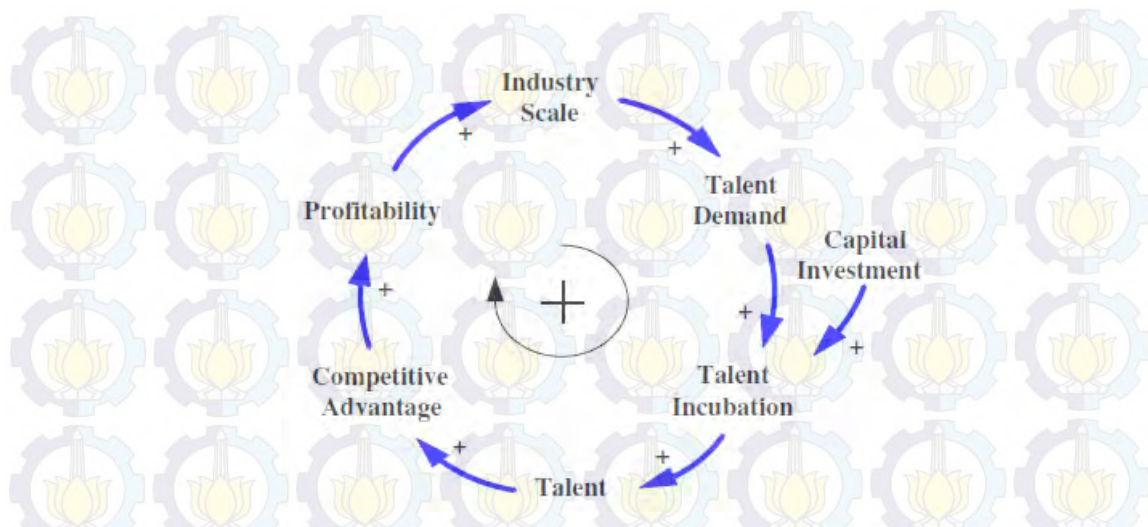 Industry
Scale
+
+
Talent
Demand
Profitability
Capital
Investment
+
+
+
+
Competitive
Advantage
Talent
Incubation
+
+
Talent